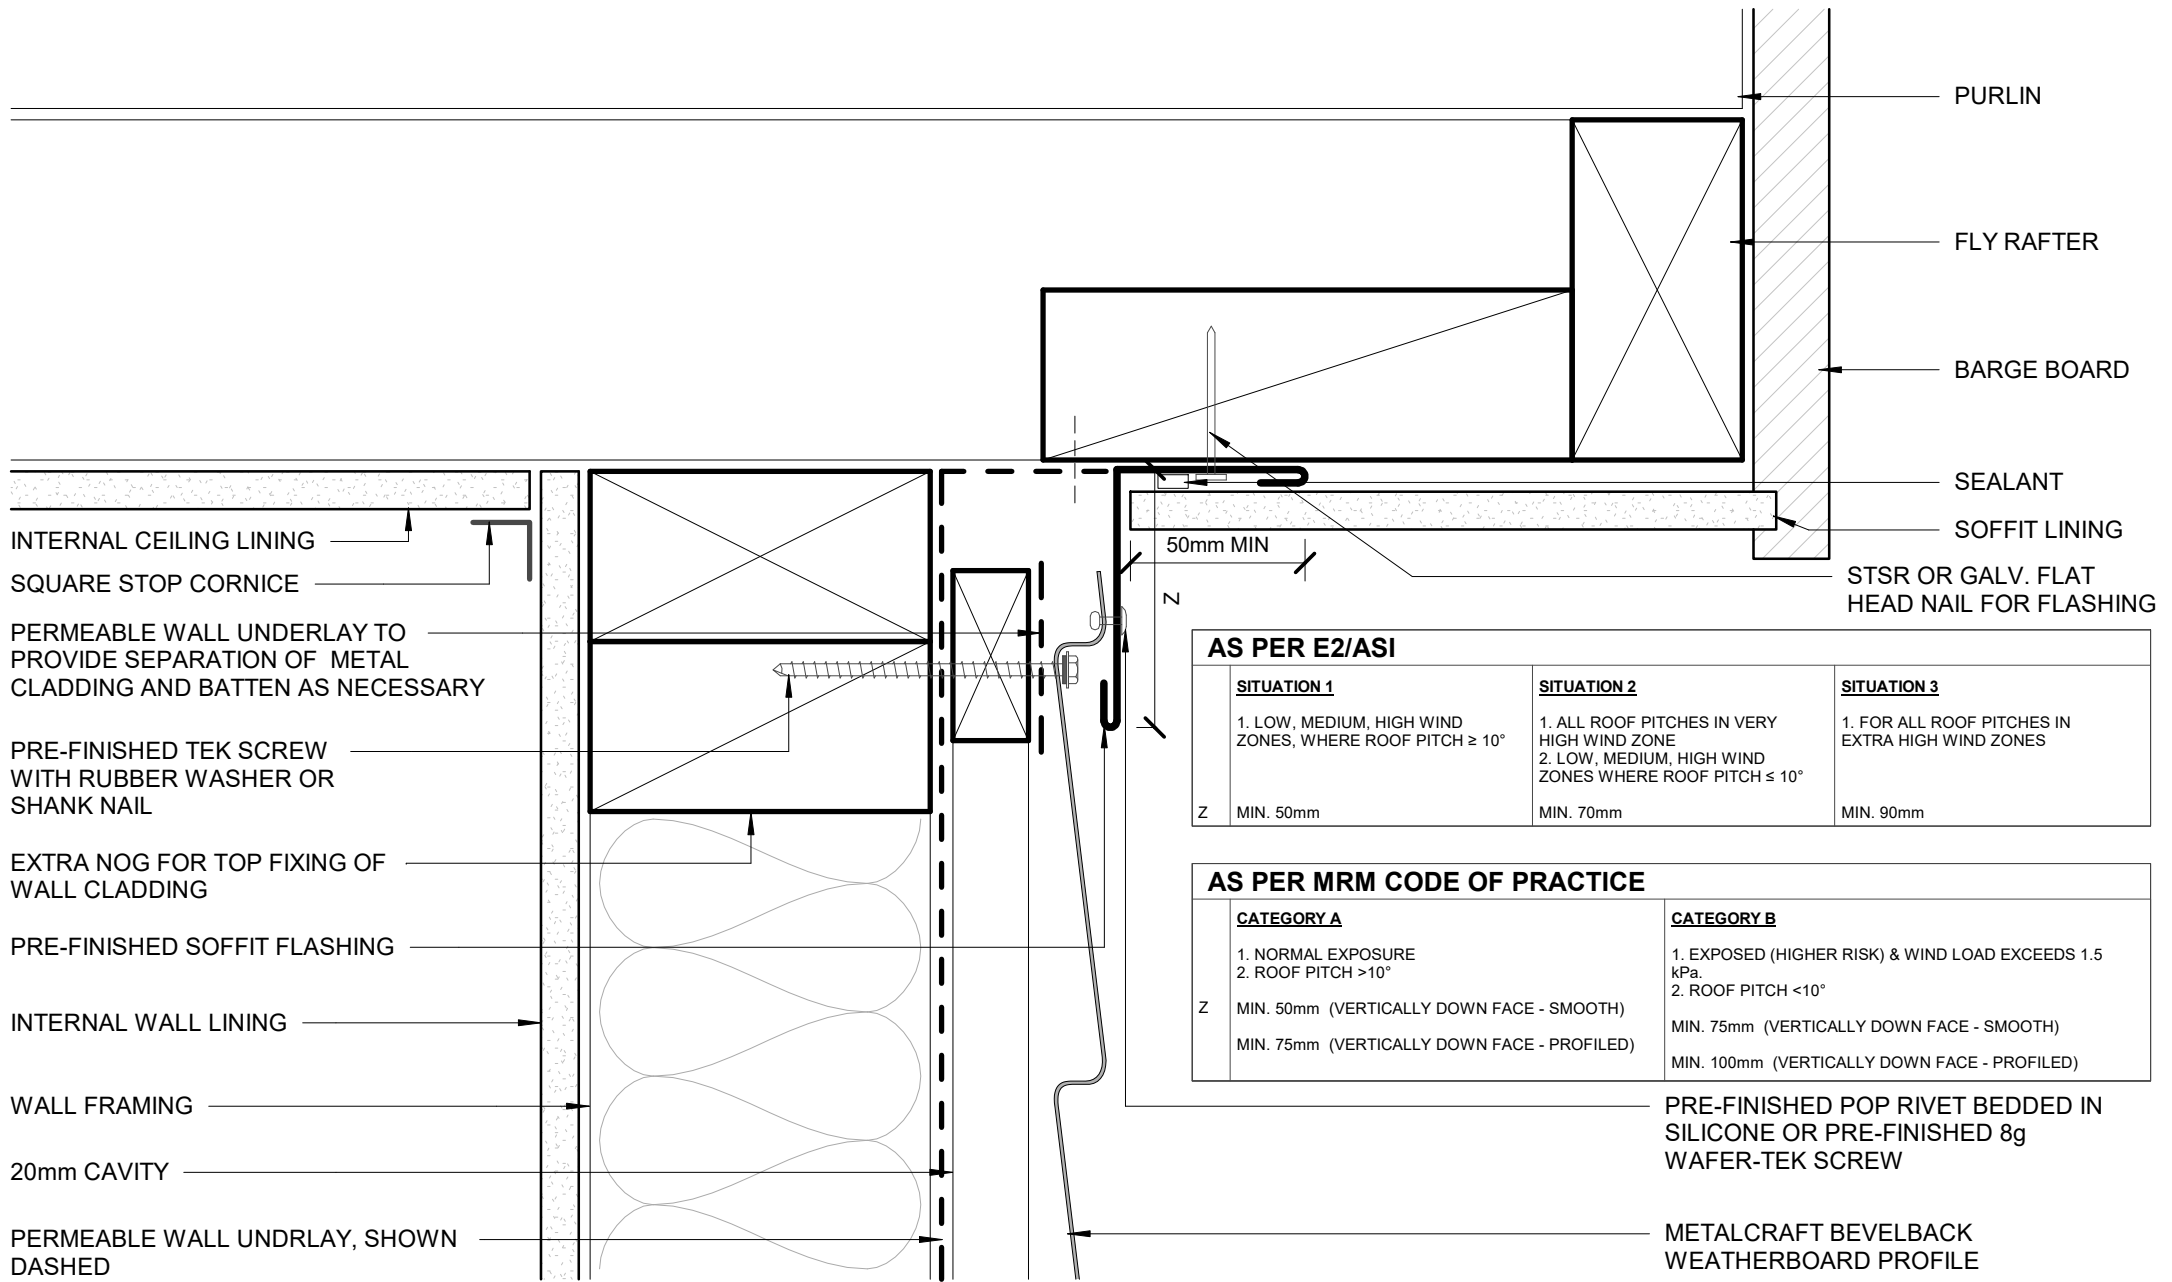 PURLIN
FLY RAFTER
BARGE BOARD
SEALANT
SOFFIT LINING
STSR OR GALV. FLAT
HEAD NAIL FOR FLASHING
50mm MIN
Z
INTERNAL CEILING LINING
SQUARE STOP CORNICE
PERMEABLE WALL UNDERLAY TO
PROVIDE SEPARATION OF METAL
CLADDING AND BATTEN AS NECESSARY
PRE-FINISHED TEK SCREW
WITH RUBBER WASHER OR
SHANK NAIL
EXTRA NOG FOR TOP FIXING OF
WALL CLADDING
PRE-FINISHED SOFFIT FLASHING
INTERNAL WALL LINING
WALL FRAMING
20mm CAVITY
PERMEABLE WALL UNDRLAY, SHOWN
DASHED
AS PER E2/ASI
SITUATION 1
1. LOW, MEDIUM, HIGH WIND
ZONES, WHERE ROOF PITCH ≥ 10°
SITUATION 2
1. ALL ROOF PITCHES IN VERY
HIGH WIND ZONE
2. LOW, MEDIUM, HIGH WIND
ZONES WHERE ROOF PITCH ≤ 10°
SITUATION 3
1. FOR ALL ROOF PITCHES IN
EXTRA HIGH WIND ZONES
Z MIN. 50mm MIN. 70mm MIN. 90mm
AS PER MRM CODE OF PRACTICE
CATEGORY A
1. NORMAL EXPOSURE
2. ROOF PITCH >10°
Z
MIN. 50mm (VERTICALLY DOWN FACE - SMOOTH)
MIN. 75mm (VERTICALLY DOWN FACE - PROFILED)
CATEGORY B
1. EXPOSED (HIGHER RISK) & WIND LOAD EXCEEDS 1.5
kPa.
2. ROOF PITCH <10°
MIN. 75mm (VERTICALLY DOWN FACE - SMOOTH)
MIN. 100mm (VERTICALLY DOWN FACE - PROFILED)
PRE-FINISHED POP RIVET BEDDED IN
SILICONE OR PRE-FINISHED 8g
WAFER-TEK SCREW
METALCRAFT BEVELBACK
WEATHERBOARD PROFILE